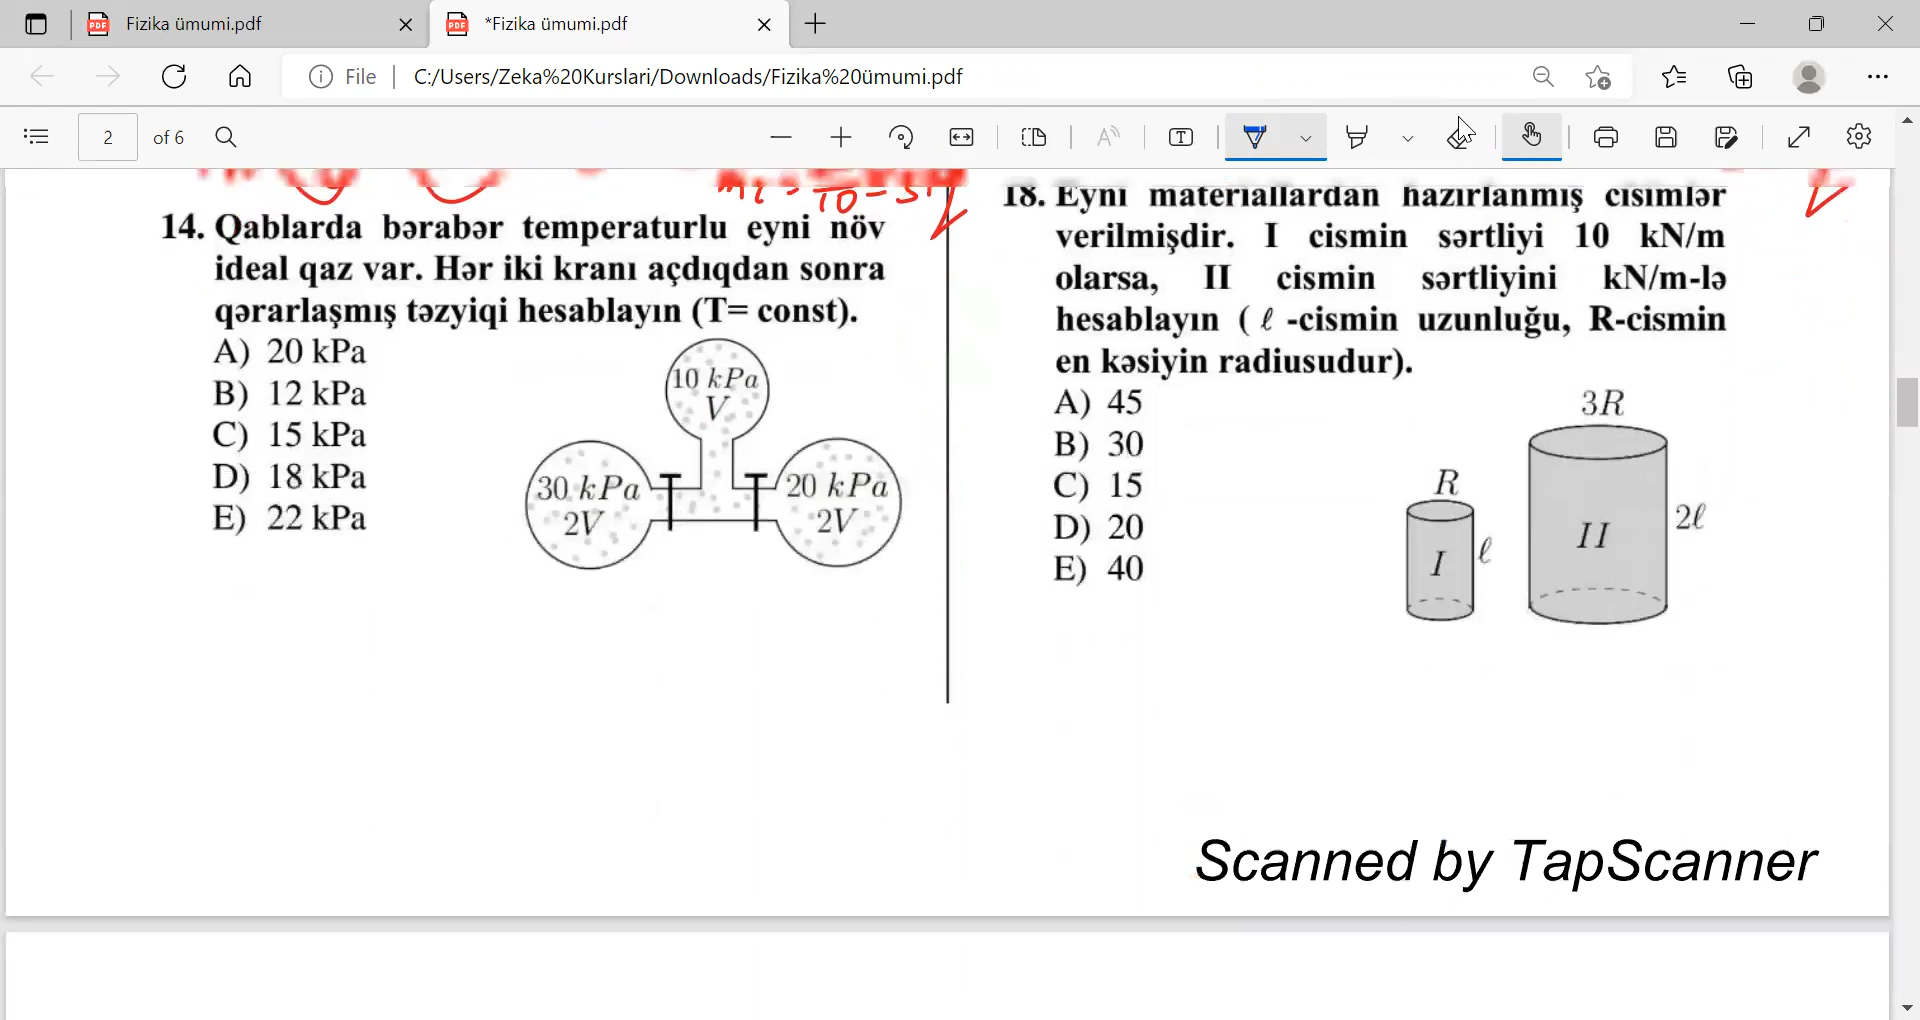 Fizika ümumi.pdf
*Fizika ümumi.pdf
File
C:/Users/Zeka%20Kurslari/Downloads/Fizika%20ümumi.pdf
2
of 6
14. Qablarda bərabər temperaturlu eyni növ
ideal qaz var. Hər iki kranı açdıqdan sonra
qərarlaşmış təzyiqi hesablayın (T= const).
A) 20 kPa
B) 12 kPa
C) 15 kPa
D) 18 kPa
E) 22 kPa
10 kPa
V
30 kPa
2V
20 kPa
2V
18. Eyni materiallardan hazırlanmış cisimlər
verilmişdir. I cismin sərtliyi 10 kN/m
olarsa, II cismin sərtliyini kN/m-lə
hesablayın ( ℓ -cismin uzunluğu, R-cismin
en kəsiyin radiusudur).
A) 45
B) 30
C) 15
D) 20
E) 40
3R
R
2ℓ
II
ℓ
I
Scanned by TapScanner